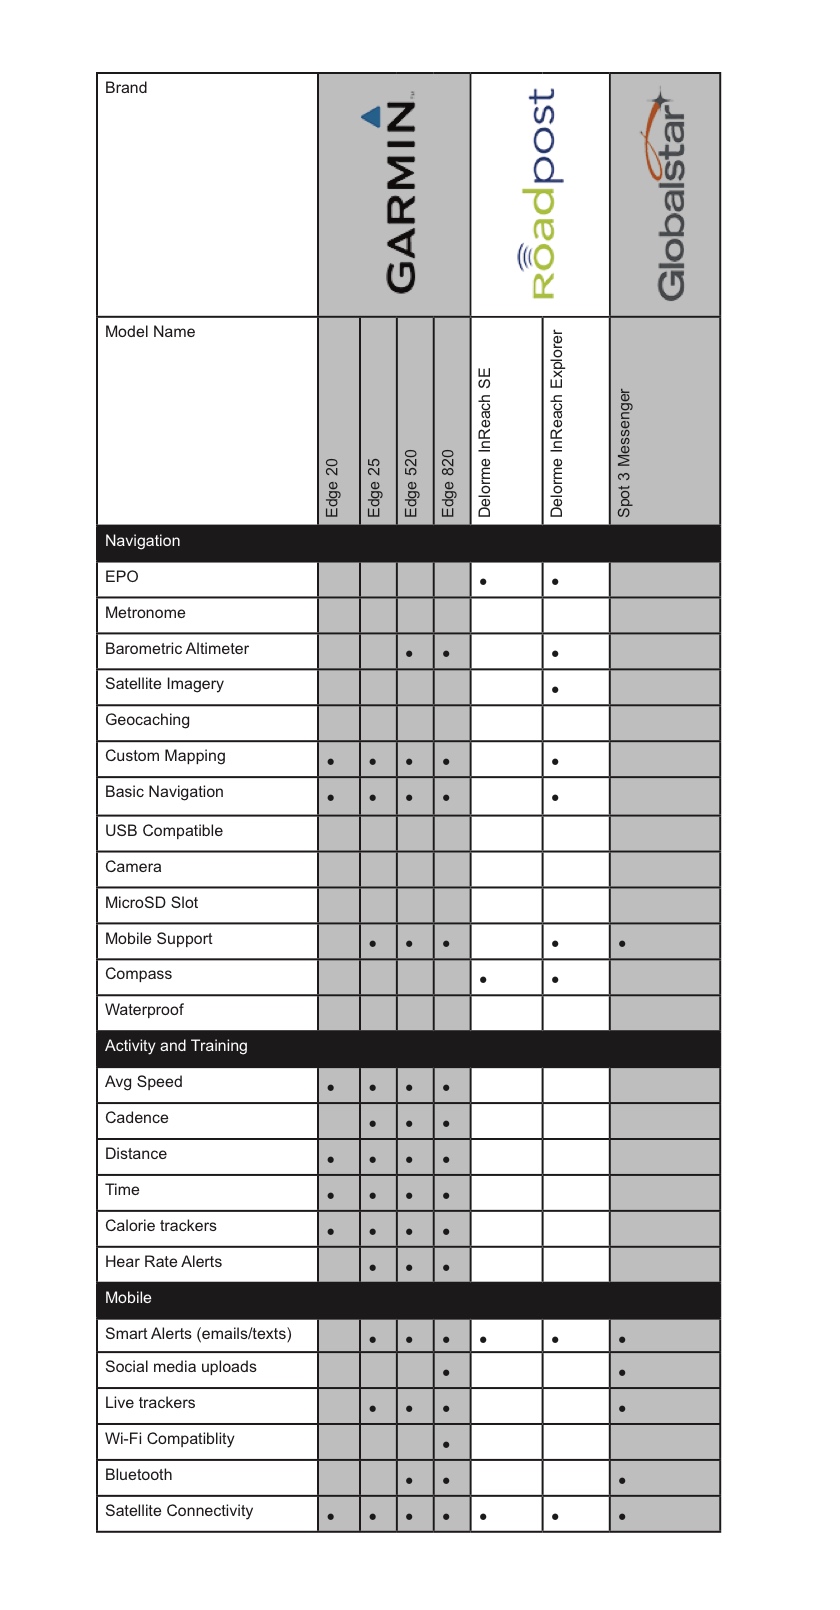 Brand
GARMIN™
Roadpost
Globalstar
Model Name
Edge 20
Edge 25
Edge 520
Edge 820
Delorme InReach SE
Delorme InReach Explorer
Spot 3 Messenger
Navigation
EPO • •
Metronome
Barometric Altimeter • • •
Satellite Imagery •
Geocaching
Custom Mapping • • • • •
Basic Navigation • • • • •
USB Compatible
Camera
MicroSD Slot
Mobile Support • • • • •
Compass • •
Waterproof
Activity and Training
Avg Speed • • • •
Cadence • • •
Distance • • • •
Time • • • •
Calorie trackers • • • •
Hear Rate Alerts • • •
Mobile
Smart Alerts (emails/texts) • • • • • •
Social media uploads • •
Live trackers • • • •
Wi-Fi Compatiblity •
Bluetooth • • •
Satellite Connectivity • • • • • • •